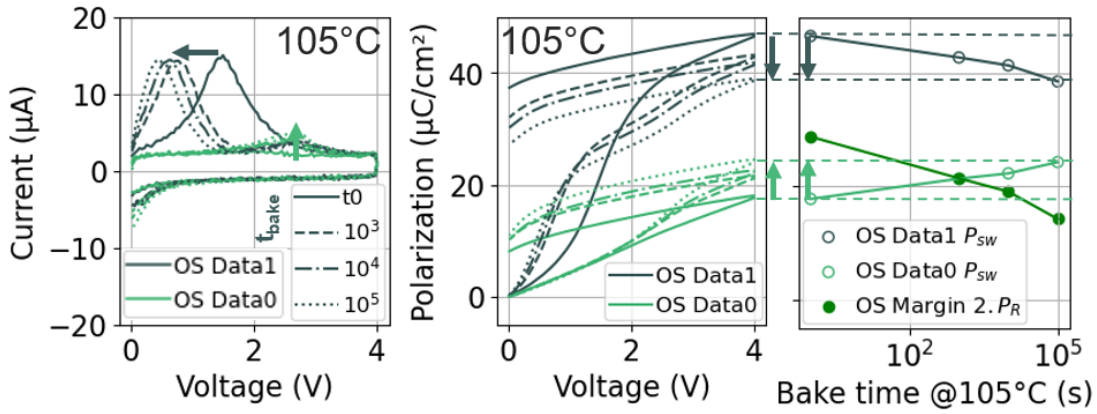 105°C
Current (µA)
20
10
0
−10
−20
t_bake
t0
10³
10⁴
10⁵
OS Data1
OS Data0
0
2
4
Voltage (V)
105°C
Polarization (µC/cm²)
40
20
0
OS Data1
OS Data0
0
2
4
Voltage (V)
OS Data1 P_sw
OS Data0 P_sw
OS Margin 2.P_R
10²
10⁵
Bake time @105°C (s)